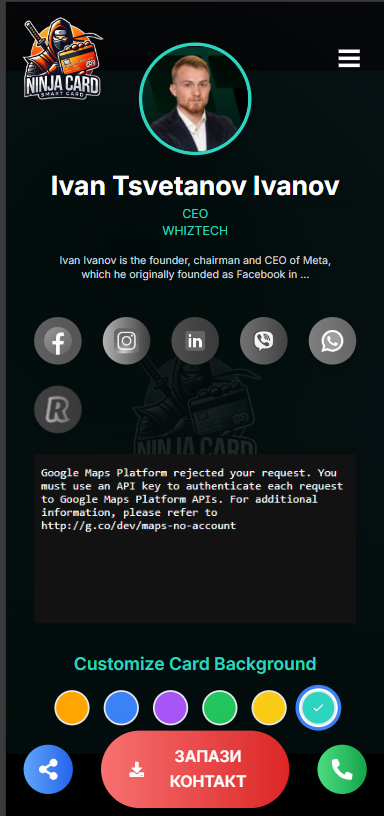 NINJA CARD
SMART CARD
Ivan Tsvetanov Ivanov
CEO
WHIZTECH
Ivan Ivanov is the founder, chairman and CEO of Meta,
which he originally founded as Facebook in ...
in
R
NINJA CARD
Google Maps Platform rejected your request. You
must use an API key to authenticate each request
to Google Maps Platform APIs. For additional
information, please refer to
http://g.co/dev/maps-no-account
Customize Card Background
ЗАПАЗИ
КОНТАКТ